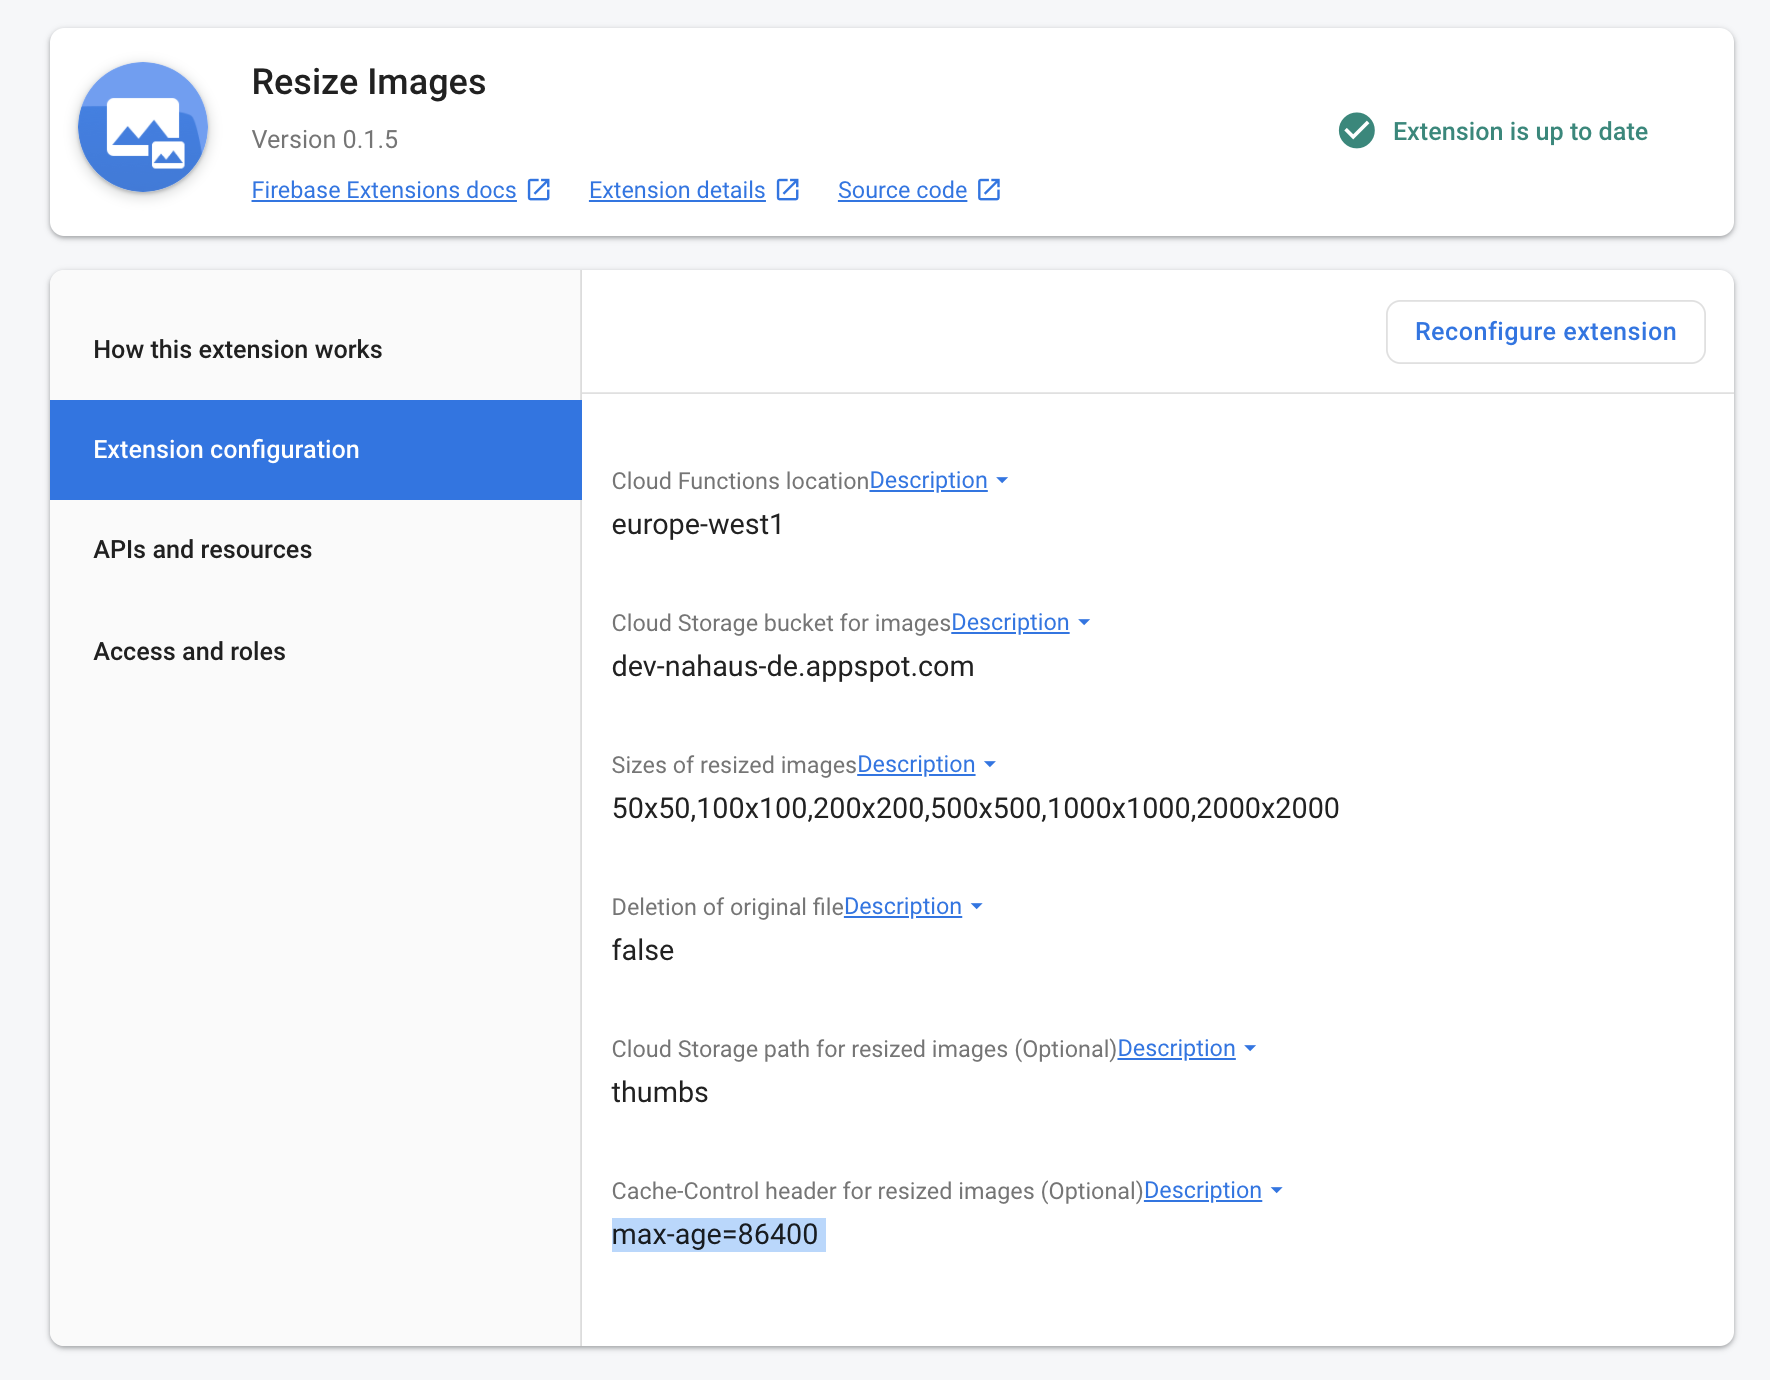 Resize Images
Version 0.1.5
Extension is up to date
Firebase Extensions docs Extension details Source code
How this extension works
Extension configuration
APIs and resources
Access and roles
Reconfigure extension
Cloud Functions locationDescription
europe-west1
Cloud Storage bucket for imagesDescription
dev-nahaus-de.appspot.com
Sizes of resized imagesDescription
50x50,100x100,200x200,500x500,1000x1000,2000x2000
Deletion of original fileDescription
false
Cloud Storage path for resized images (Optional)Description
thumbs
Cache-Control header for resized images (Optional)Description
max-age=86400